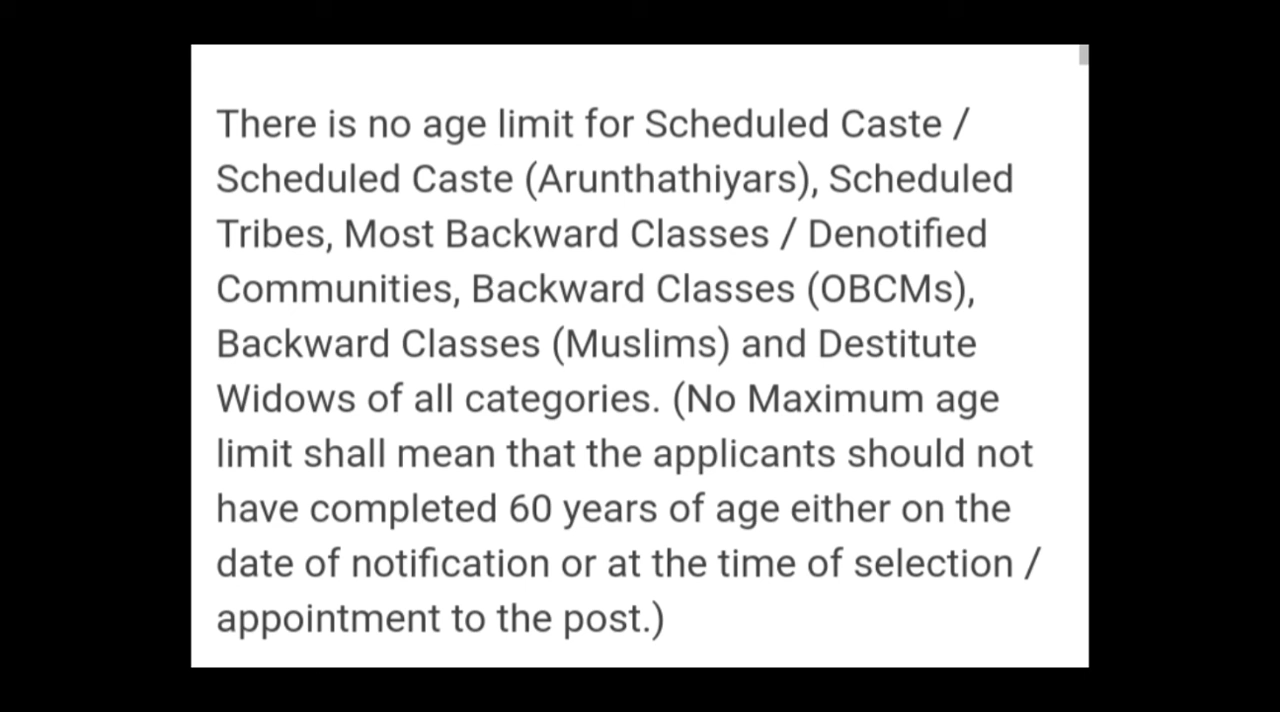 There is no age limit for Scheduled Caste /
Scheduled Caste (Arunthathiyars), Scheduled
Tribes, Most Backward Classes / Denotified
Communities, Backward Classes (OBCMs),
Backward Classes (Muslims) and Destitute
Widows of all categories. (No Maximum age
limit shall mean that the applicants should not
have completed 60 years of age either on the
date of notification or at the time of selection /
appointment to the post.)